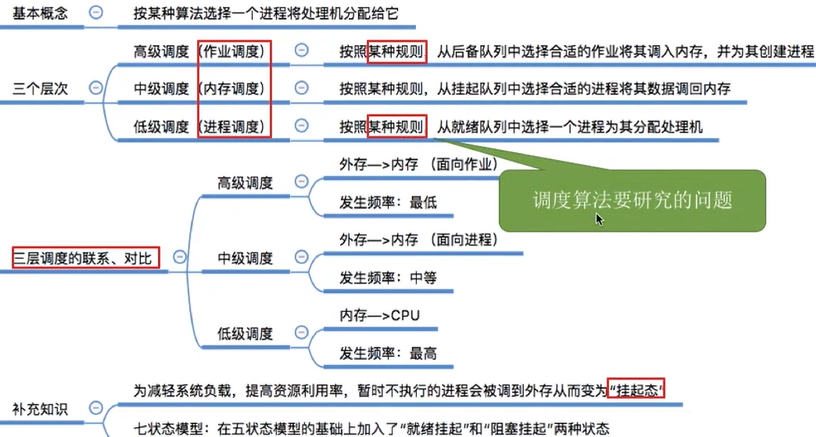 基本概念
按某种算法选择一个进程将处理机分配给它
三个层次
高级调度（作业调度）
按照某种规则，从后备队列中选择合适的作业将其调入内存，并为其创建进程
中级调度（内存调度）
按照某种规则，从挂起队列中选择合适的进程将其数据调回内存
低级调度（进程调度）
按照某种规则，从就绪队列中选择一个进程为其分配处理机
调度算法要研究的问题
三层调度的联系、对比
高级调度
外存—>内存 （面向作业）
发生频率：最低
中级调度
外存—>内存 （面向进程）
发生频率：中等
低级调度
内存—>CPU
发生频率：最高
补充知识
为减轻系统负载，提高资源利用率，暂时不执行的进程会被调到外存从而变为“挂起态”
七状态模型：在五状态模型的基础上加入了“就绪挂起”和“阻塞挂起”两种状态